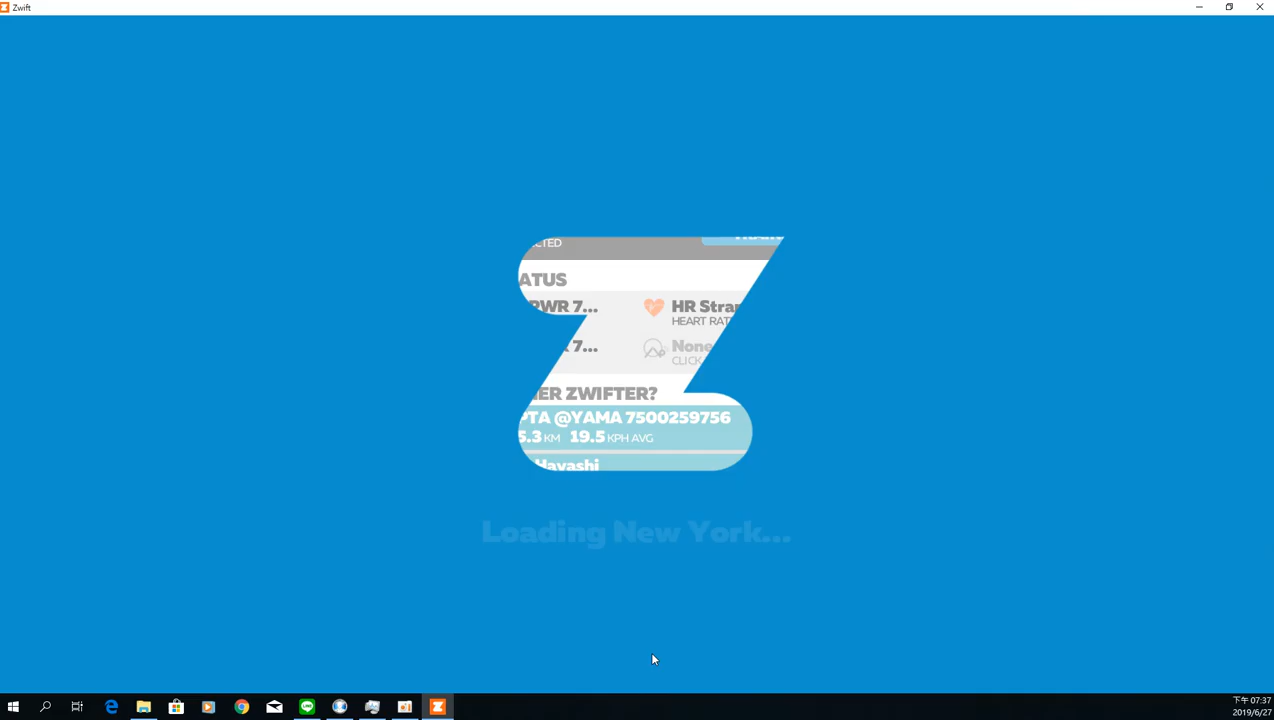 Zwift
CTED
ATUS
PWR 7...
HR Stra
HEART RAT
7...
None
CLICK
ER ZWIFTER?
PTA @YAMA 7500259756
5.3 KM 19.5 KPH AVG
Hayashi
Loading New York...
下午 07:37
2019/6/27